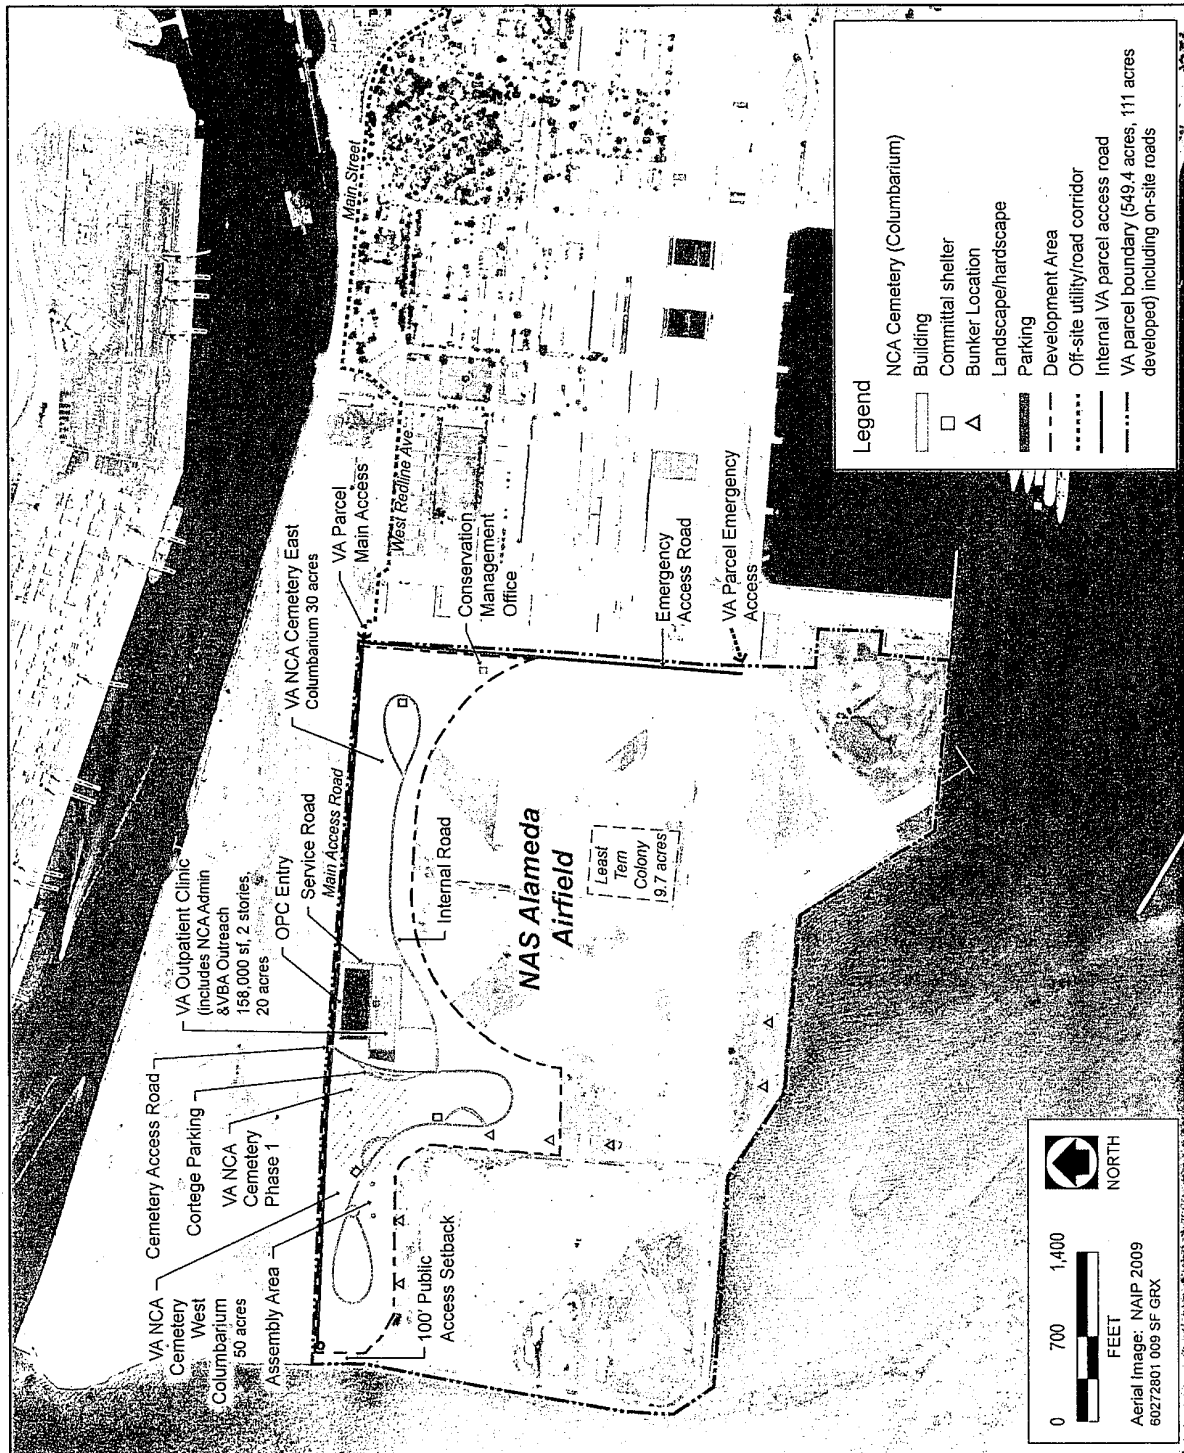 VA NCA
Cemetery
West
Columbarium
50 acres
Assembly Area
Cemetery Access Road
Cortege Parking
VA NCA
Cemetery
Phase 1
VA Outpatient Clinic
(includes NCA Admin
&VBA Outreach
158,000 sf, 2 stories,
20 acres
OPC Entry
Service Road
Main Access Road
VA NCA Cemetery East
Columbarium 30 acres
VA Parcel
Main Access
West Redline Ave
Main Street
Conservation
Management
Office
Internal Road
NAS Alameda
Airfield
Least
Tern
Colony
9.7 acres
Emergency
Access Road
VA Parcel Emergency
Access
100' Public
Access Setback
0 700 1,400
FEET
NORTH
Aerial Image: NAIP 2009
60272801 009 SF GRX
Legend
NCA Cemetery (Columbarium)
Building
Committal shelter
Bunker Location
Landscape/hardscape
Parking
Development Area
Off-site utility/road corridor
Internal VA parcel access road
VA parcel boundary (549.4 acres, 111 acres
developed) including on-site roads